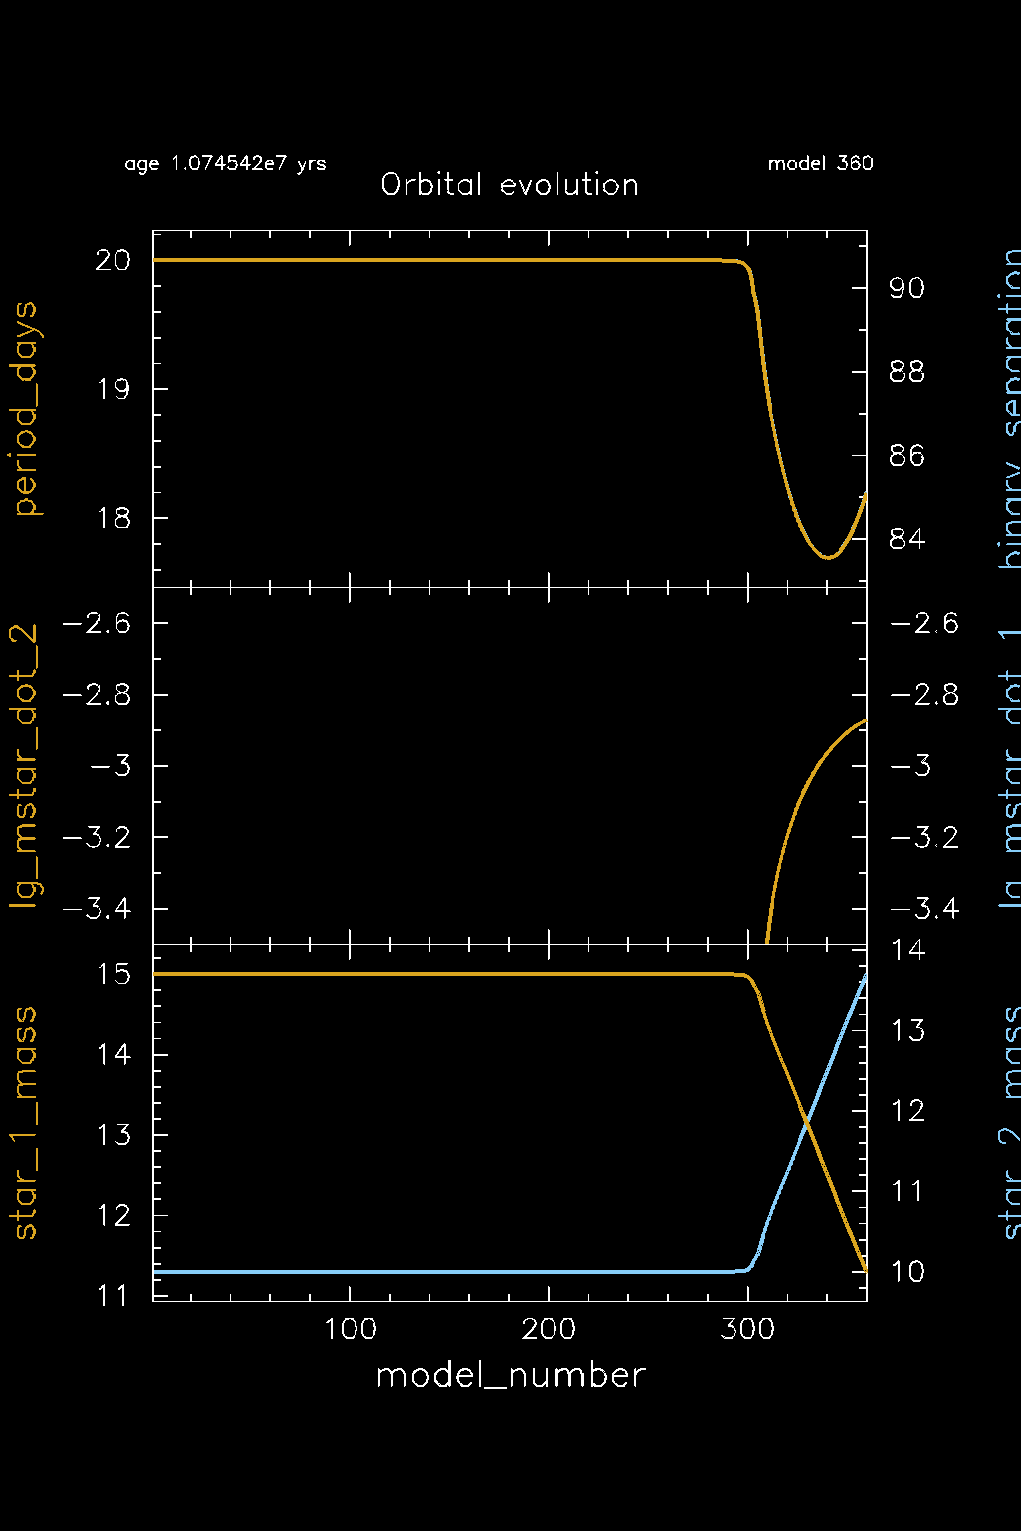 age 1.074542e7 yrs
model 360
Orbital evolution
period_days
20
19
18
90
88
86
84
binary_separation
lg_mstar_dot_2
-2.6
-2.8
-3
-3.2
-3.4
-2.6
-2.8
-3
-3.2
-3.4
lg_mstar_dot_1
star_1_mass
15
14
13
12
11
14
13
12
11
10
star_2_mass
100 200 300
model_number